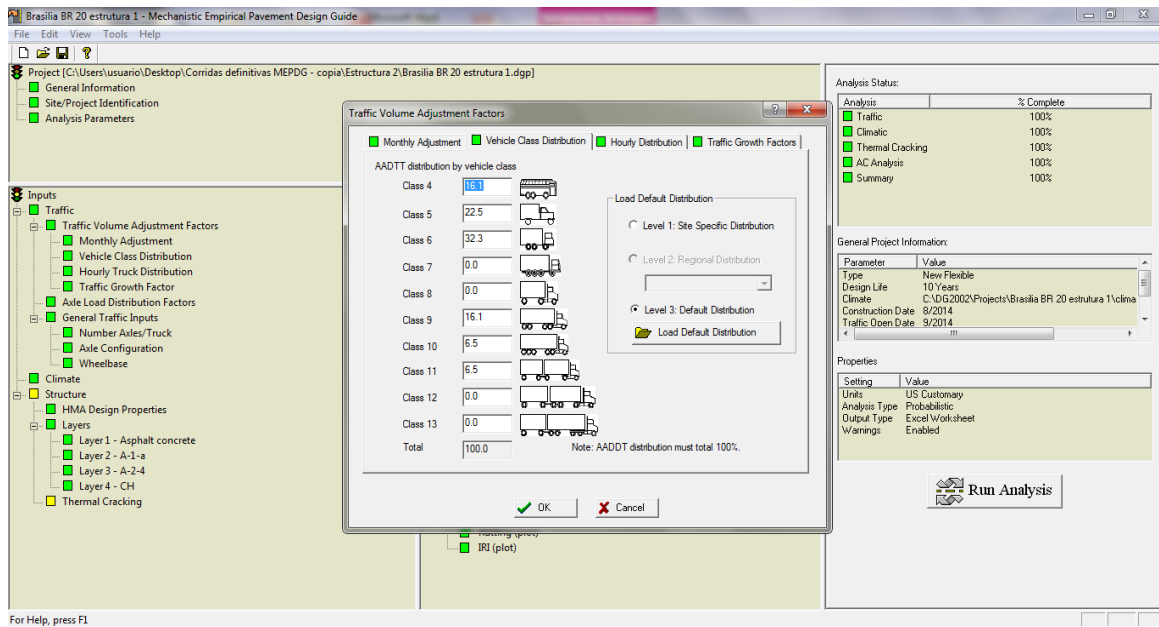 Brasilia BR 20 estrutura 1 - Mechanistic Empirical Pavement Design Guide
File Edit View Tools Help
Project [C:\Users\usuario\Desktop\Corridas definitivas MEPDG - copia\Estructura 2\Brasilia BR 20 estrutura 1.dgp]
General Information
Site/Project Identification
Analysis Parameters
Inputs
Traffic
Traffic Volume Adjustment Factors
Monthly Adjustment
Vehicle Class Distribution
Hourly Truck Distribution
Traffic Growth Factor
Axle Load Distribution Factors
General Traffic Inputs
Number Axles/Truck
Axle Configuration
Wheelbase
Climate
Structure
HMA Design Properties
Layers
Layer 1 - Asphalt concrete
Layer 2 - A-1-a
Layer 3 - A-2-4
Layer 4 - CH
Thermal Cracking
Traffic Volume Adjustment Factors
Monthly Adjustment Vehicle Class Distribution Hourly Distribution Traffic Growth Factors
AADTT distribution by vehicle class
Class 4 16.1
Class 5 22.5
Class 6 32.3
Class 7 0.0
Class 8 0.0
Class 9 16.1
Class 10 6.5
Class 11 6.5
Class 12 0.0
Class 13 0.0
Total 100.0
Note: AADDT distribution must total 100%.
Load Default Distribution
Level 1: Site Specific Distribution
Level 2: Regional Distribution
Level 3: Default Distribution
Load Default Distribution
OK Cancel
IRI (plot)
Analysis Status:
Analysis % Complete
Traffic 100%
Climatic 100%
Thermal Cracking 100%
AC Analysis 100%
Summary 100%
General Project Information:
Parameter Value
Type New Flexible
Design Life 10 Years
Climate C:\DG2002\Projects\Brasilia BR 20 estrutura 1\clima
Construction Date 8/2014
Traffic Open Date 9/2014
Properties
Setting Value
Units US Customary
Analysis Type Probabilistic
Output Type Excel Worksheet
Warnings Enabled
Run Analysis
For Help, press F1